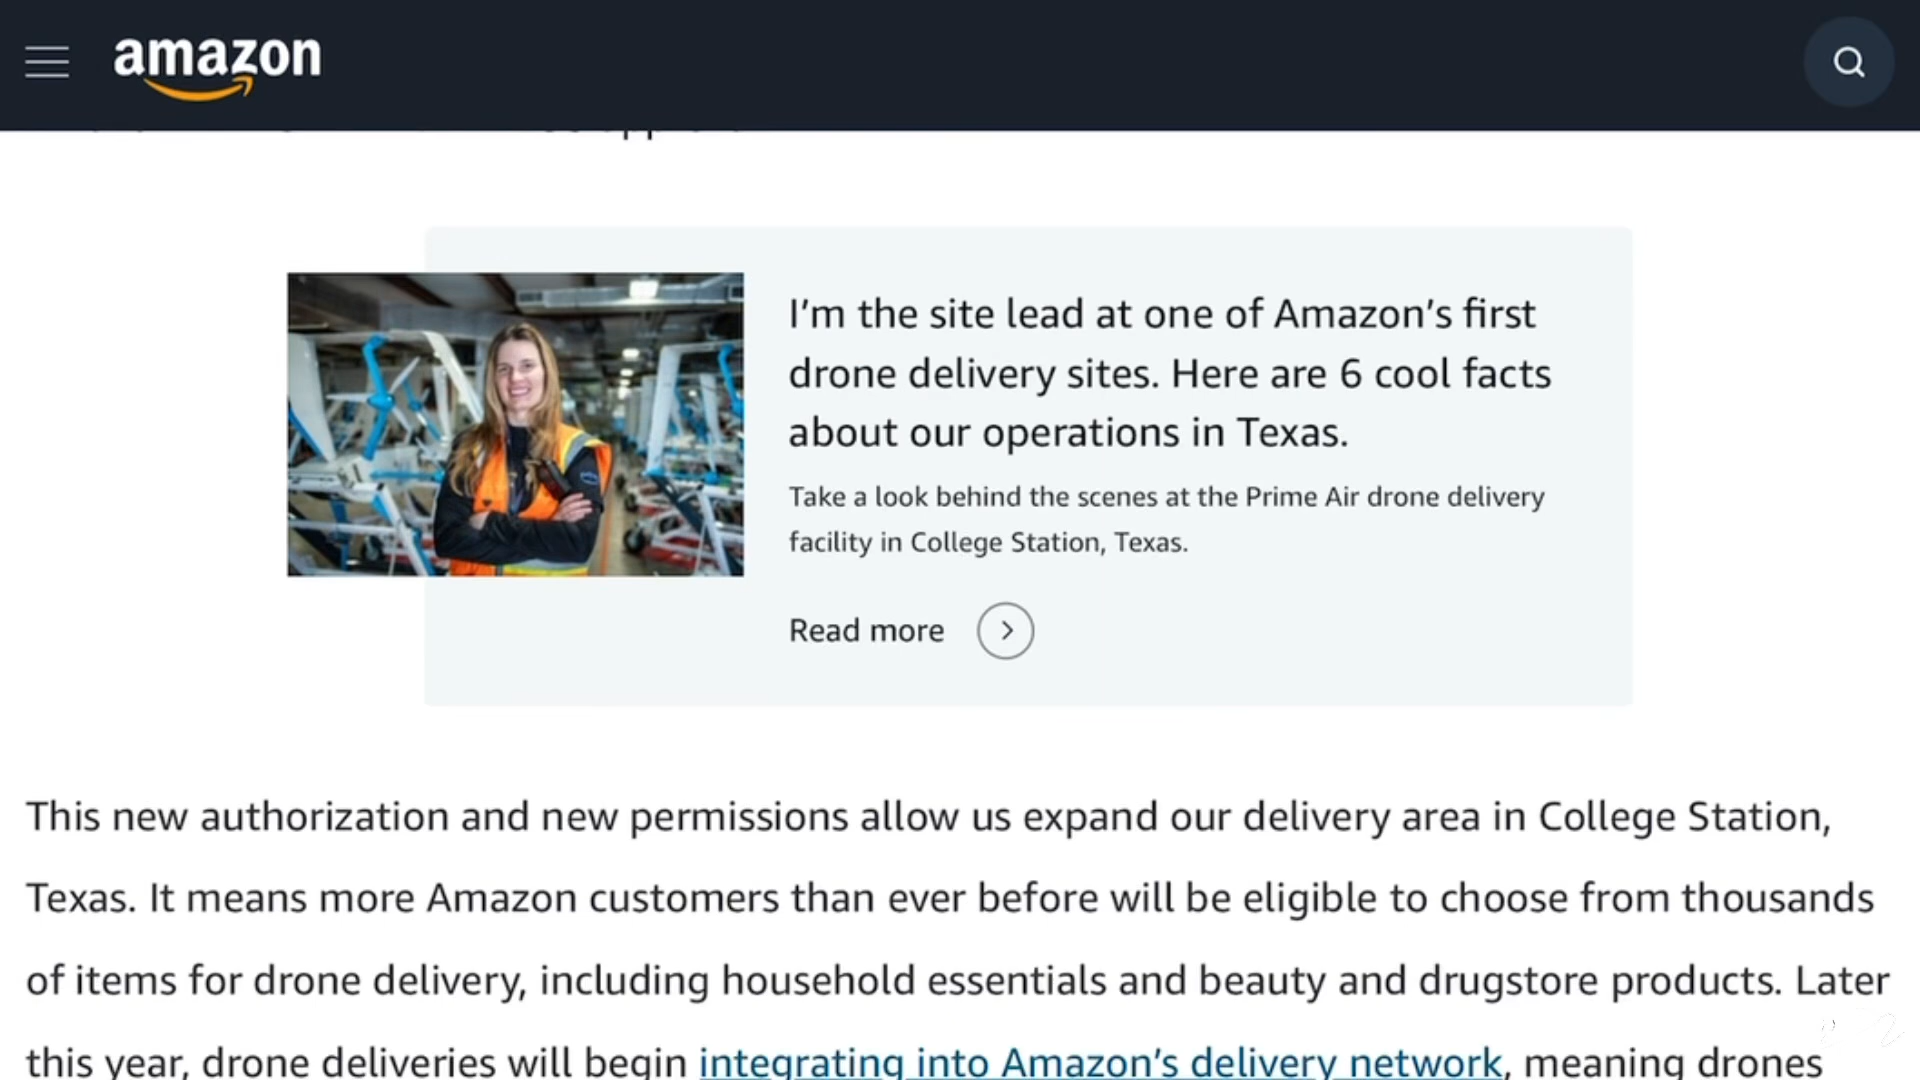 amazon
I'm the site lead at one of Amazon's first
drone delivery sites. Here are 6 cool facts
about our operations in Texas.
Take a look behind the scenes at the Prime Air drone delivery
facility in College Station, Texas.
Read more
This new authorization and new permissions allow us expand our delivery area in College Station,
Texas. It means more Amazon customers than ever before will be eligible to choose from thousands
of items for drone delivery, including household essentials and beauty and drugstore products. Later
this year, drone deliveries will begin integrating into Amazon's delivery network, meaning drones